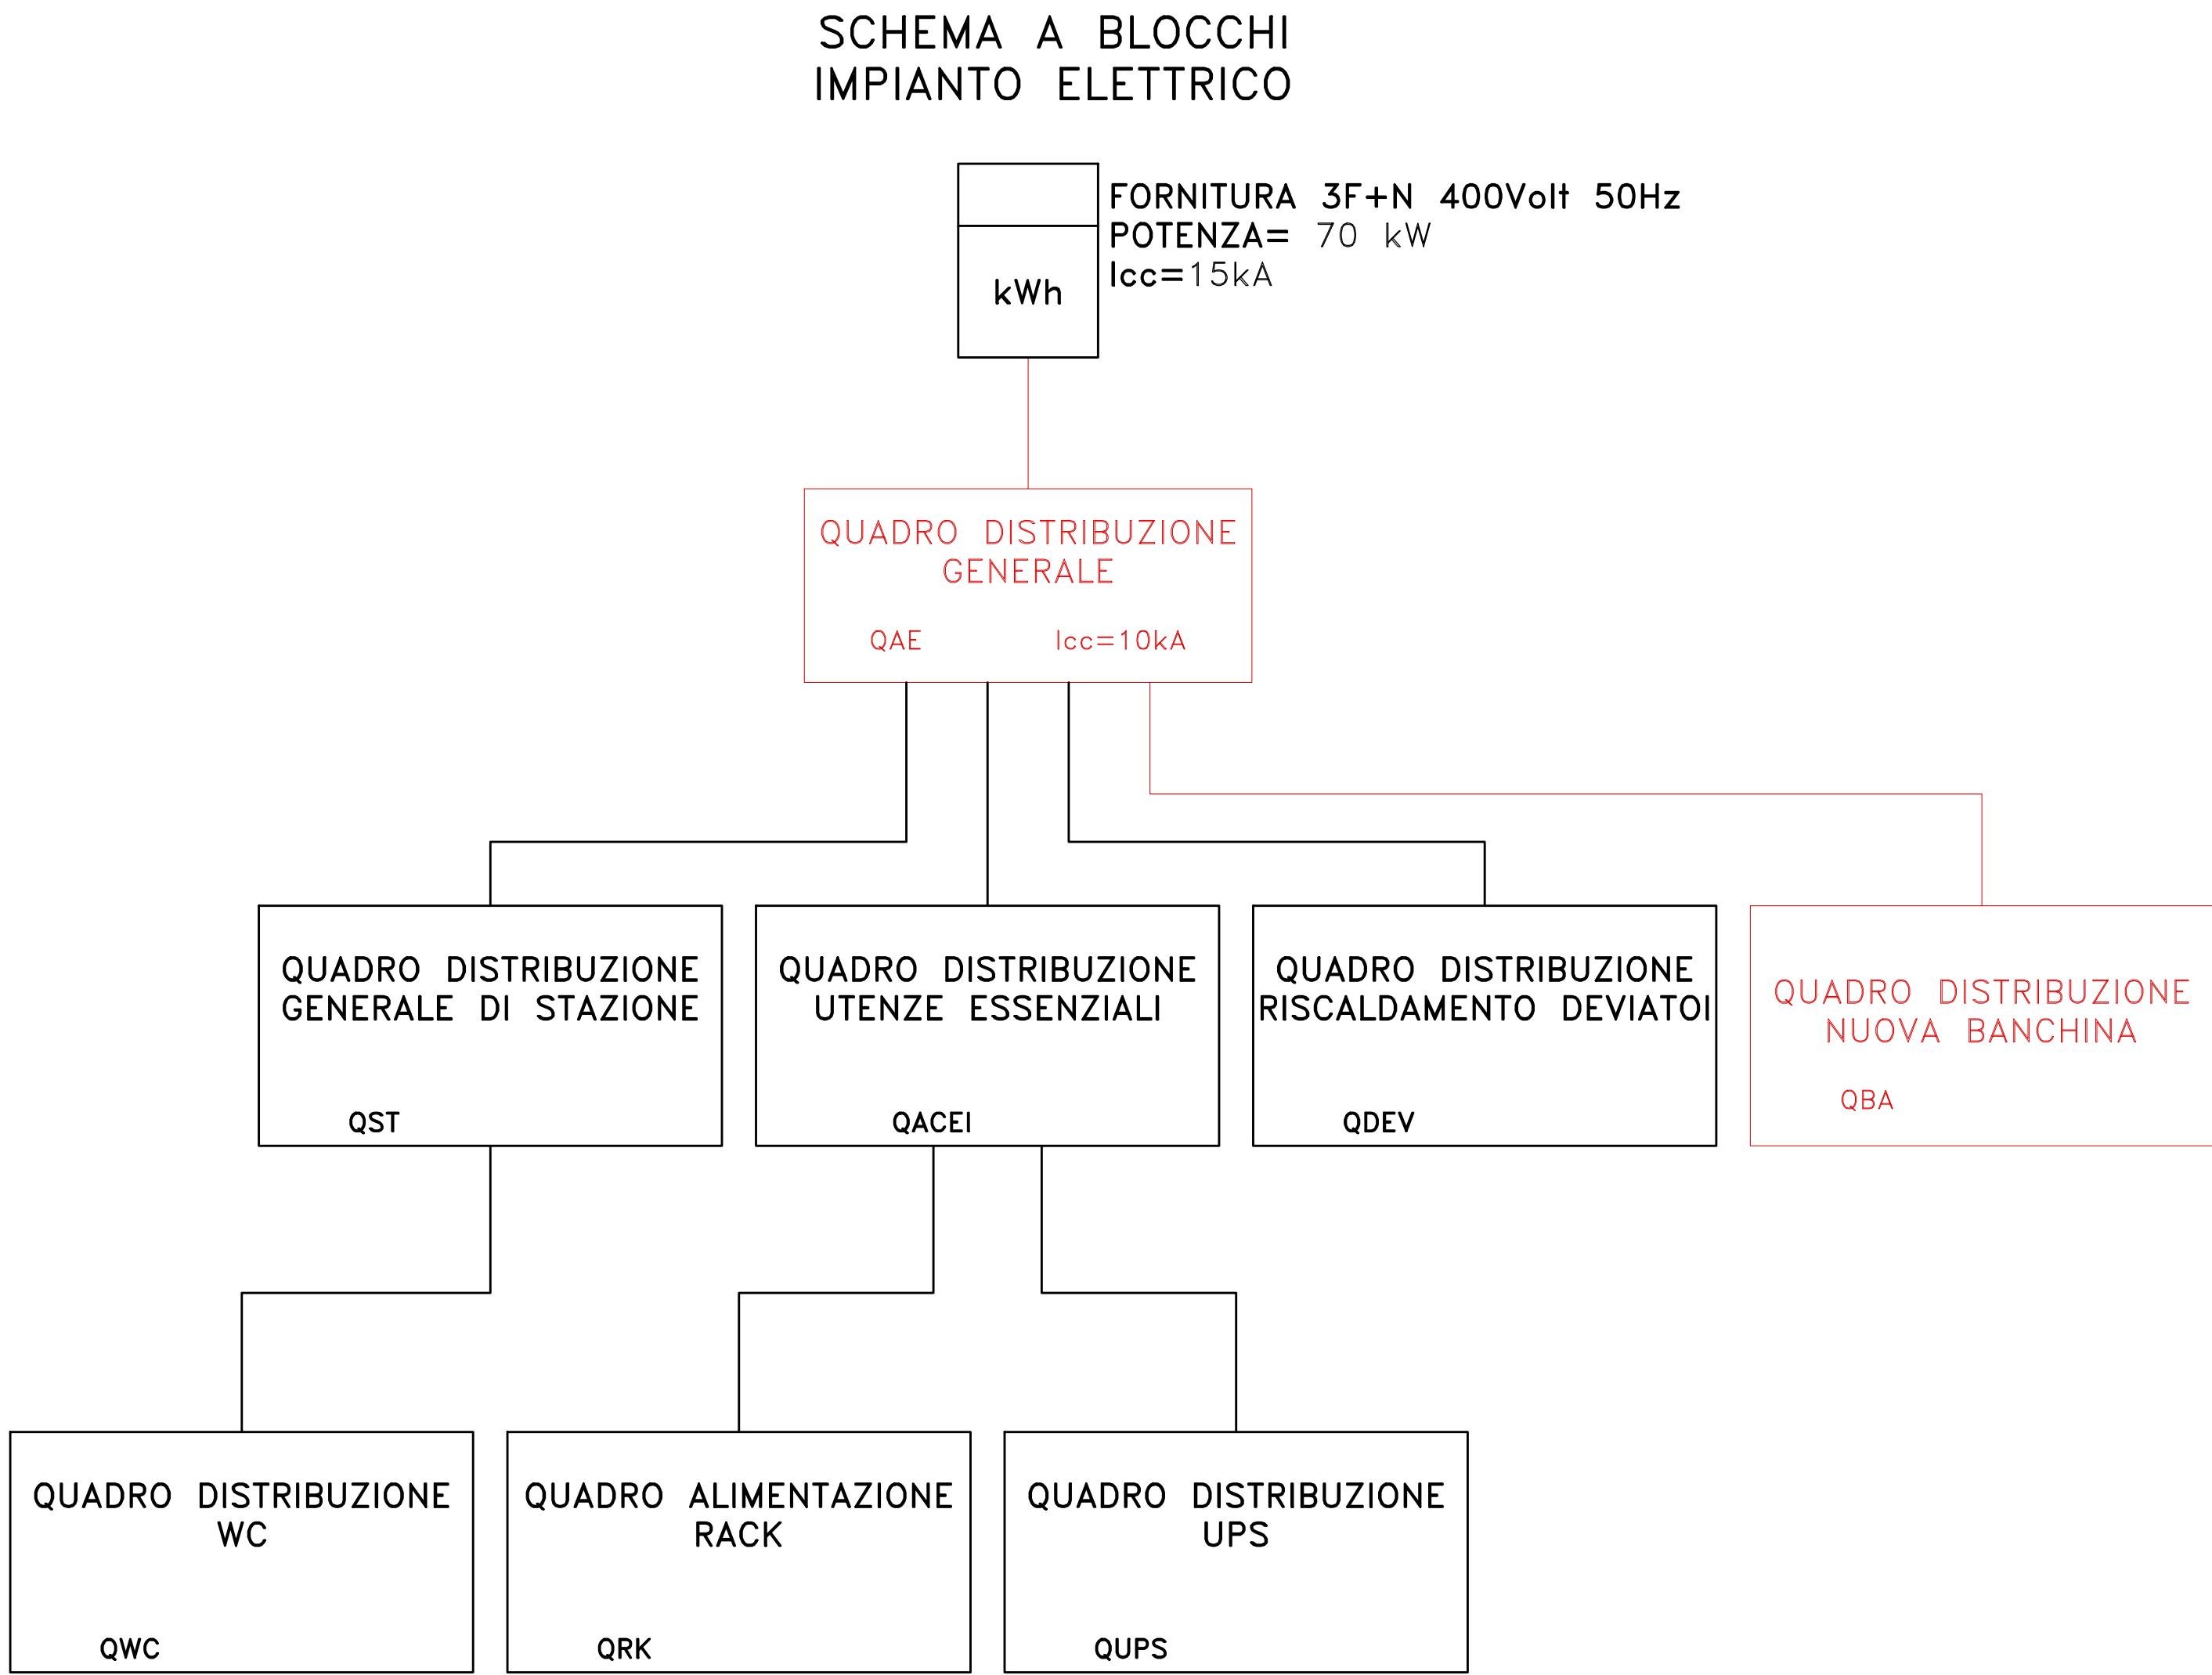 SCHEMA A BLOCCHI
IMPIANTO ELETTRICO
FORNITURA 3F+N 400Volt 50Hz
POTENZA= 70 kW
Icc=15kA
kWh
QUADRO DISTRIBUZIONE
GENERALE
QAE Icc=10kA
QUADRO DISTRIBUZIONE
GENERALE DI STAZIONE
QST
QUADRO DISTRIBUZIONE
UTENZE ESSENZIALI
QACEI
QUADRO DISTRIBUZIONE
RISCALDAMENTO DEVIATOI
QDEV
QUADRO DISTRIBUZIONE
NUOVA BANCHINA
QBA
QUADRO DISTRIBUZIONE
WC
QWC
QUADRO ALIMENTAZIONE
RACK
QRK
QUADRO DISTRIBUZIONE
UPS
QUPS